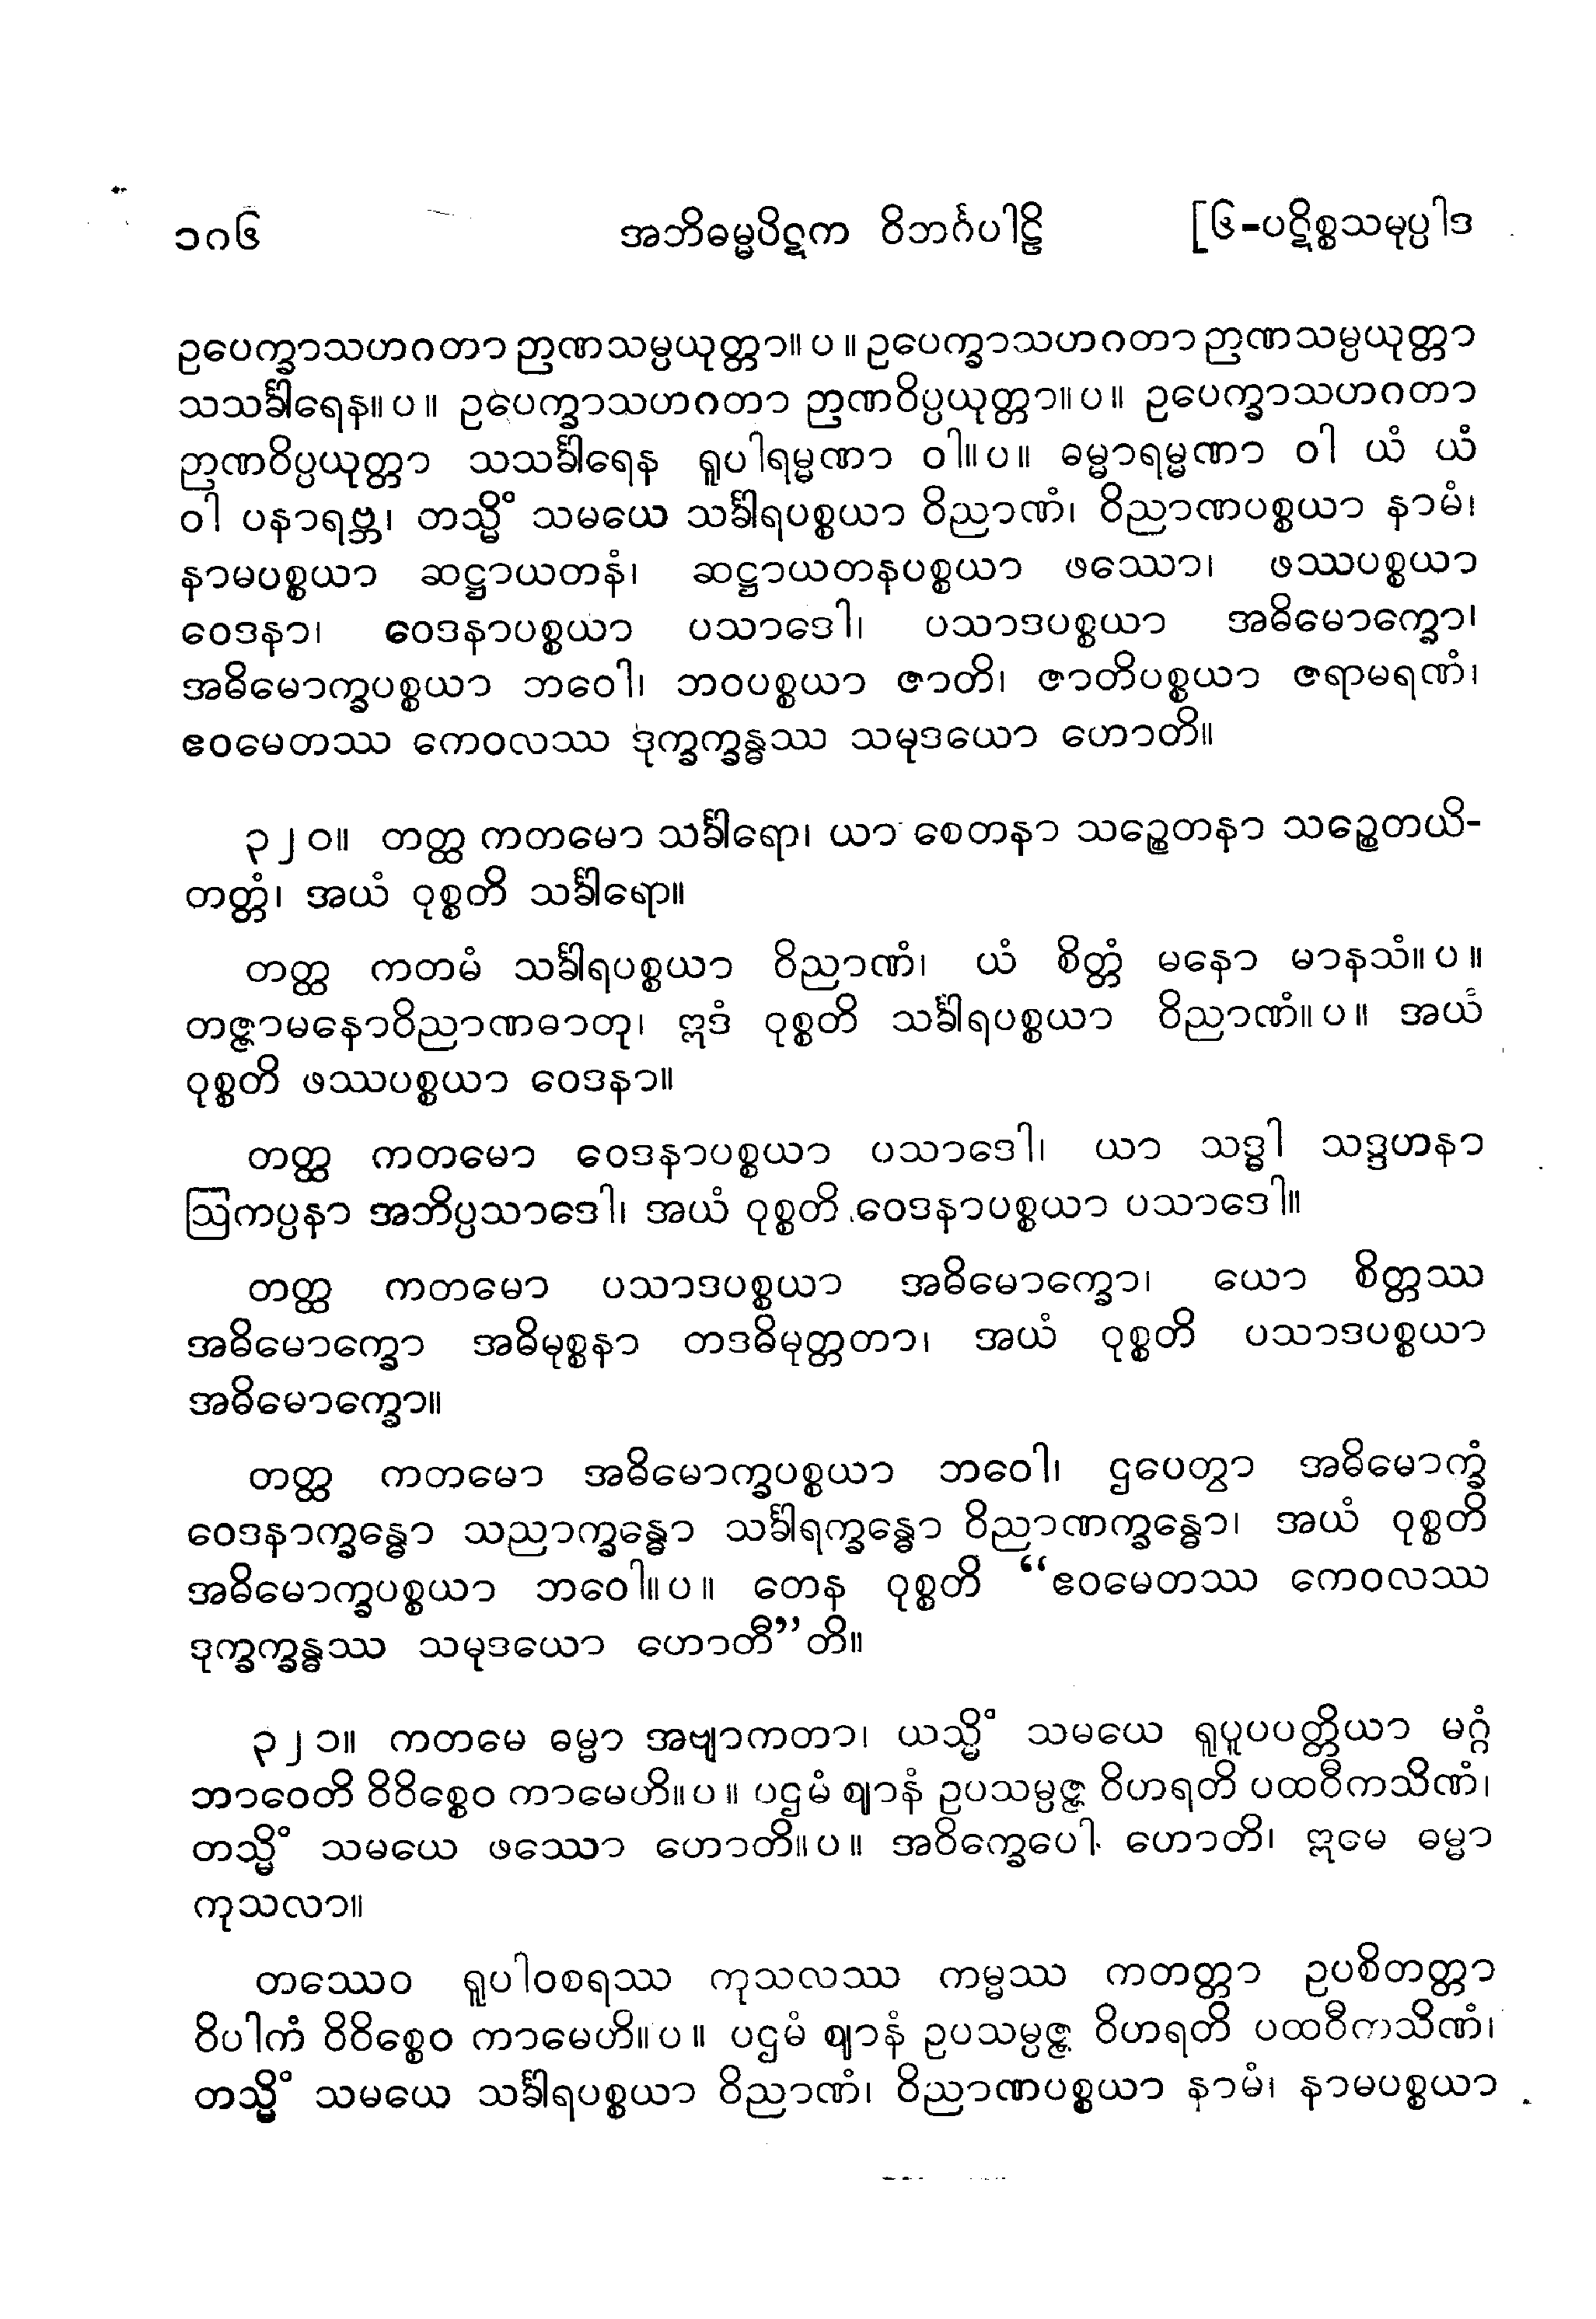 ၁ဂ၆ အဘိဓမ္မပိဋက ဝိဘင်္ဂပါဠိ [၆-ပဋိစ္စသမုပ္ပါဒ
ဥပေက္ခာသဟဂတာ ဉာဏသမ္ပယုတ္တာ။ ပ ။ ဥပေက္ခာသဟဂတာ ဉာဏသမ္ပယုတ္တာ
သသင်္ခါရေန။ ပ ။ ဥပေက္ခာသဟဂတာ ဉာဏဝိပ္ပယုတ္တာ။ ပ ။ ဥပေက္ခာသဟဂတာ
ဉာဏဝိပ္ပယုတ္တာ သသင်္ခါရေန ရူပါရမ္မဏာ ဝါ။ ပ ။ ဓမ္မာရမ္မဏာ ဝါ ယံ ယံ
ဝါ ပနာရဗ္ဘ၊ တသ္မိံ သမယေ သင်္ခါရပစ္စယာ ဝိညာဏံ၊ ဝိညာဏပစ္စယာ နာမံ၊
နာမပစ္စယာ ဆဋ္ဌာယတနံ၊ ဆဋ္ဌာယတနပစ္စယာ ဖဿော၊ ဖဿပစ္စယာ
ဝေဒနာ၊ ဝေဒနာပစ္စယာ ပသာဒေါ၊ ပသာဒပစ္စယာ အဓိမောက္ခော၊
အဓိမောက္ခပစ္စယာ ဘဝေါ၊ ဘဝပစ္စယာ ဇာတိ၊ ဇာတိပစ္စယာ ဇရာမရဏံ၊
ဧဝမေတဿ ကေဝလဿ ဒုက္ခက္ခန္ဓဿ သမုဒယော ဟောတိ။
၃၂၀။ တတ္ထ ကတမော သင်္ခါရော၊ ယာ စေတနာ သဉ္စေတနာ သဉ္စေတယိ-
တတ္တံ၊ အယံ ဝုစ္စတိ သင်္ခါရော။
တတ္ထ ကတမံ သင်္ခါရပစ္စယာ ဝိညာဏံ၊ ယံ စိတ္တံ မနော မာနသံ။ ပ ။
တဇ္ဇာမနောဝိညာဏဓာတု၊ ဣဒံ ဝုစ္စတိ သင်္ခါရပစ္စယာ ဝိညာဏံ။ ပ ။ အယံ
ဝုစ္စတိ ဖဿပစ္စယာ ဝေဒနာ။
တတ္ထ ကတမော ဝေဒနာပစ္စယာ ပသာဒေါ၊ ယာ သဒ္ဓါ သဒ္ဒဟနာ
ဩကပ္ပနာ အဘိပ္ပသာဒေါ၊ အယံ ဝုစ္စတိ ဝေဒနာပစ္စယာ ပသာဒေါ။
တတ္ထ ကတမော ပသာဒပစ္စယာ အဓိမောက္ခော၊ ယော စိတ္တဿ
အဓိမောက္ခော အဓိမုစ္စနာ တဒဓိမုတ္တတာ၊ အယံ ဝုစ္စတိ ပသာဒပစ္စယာ
အဓိမောက္ခော။
တတ္ထ ကတမော အဓိမောက္ခပစ္စယာ ဘဝေါ၊ ဌပေတွာ အဓိမောက္ခံ
ဝေဒနာက္ခန္ဓော သညာက္ခန္ဓော သင်္ခါရက္ခန္ဓော ဝိညာဏက္ခန္ဓော၊ အယံ ဝုစ္စတိ
အဓိမောက္ခပစ္စယာ ဘဝေါ။ ပ ။ တေန ဝုစ္စတိ “ဧဝမေတဿ ကေဝလဿ
ဒုက္ခက္ခန္ဓဿ သမုဒယော ဟောတီ”တိ။
၃၂၁။ ကတမေ ဓမ္မာ အဗျာကတာ၊ ယသ္မိံ သမယေ ရူပူပပတ္တိယာ မဂ္ဂံ
ဘာဝေတိ ဝိဝိစ္စေဝ ကာမေဟိ။ ပ ။ ပဌမံ ဈာနံ ဥပသမ္ပဇ္ဇ ဝိဟရတိ ပထဝီကသိဏံ၊
တသ္မိံ သမယေ ဖဿော ဟောတိ။ ပ ။ အဝိက္ခေပေါ ဟောတိ၊ ဣမေ ဓမ္မာ
ကုသလာ။
တဿေဝ ရူပါဝစရဿ ကုသလဿ ကမ္မဿ ကတတ္တာ ဥပစိတတ္တာ
ဝိပါကံ ဝိဝိစ္စေဝ ကာမေဟိ။ ပ ။ ပဌမံ ဈာနံ ဥပသမ္ပဇ္ဇ ဝိဟရတိ ပထဝီကသိဏံ၊
တသ္မိံ သမယေ သင်္ခါရပစ္စယာ ဝိညာဏံ၊ ဝိညာဏပစ္စယာ နာမံ၊ နာမပစ္စယာ